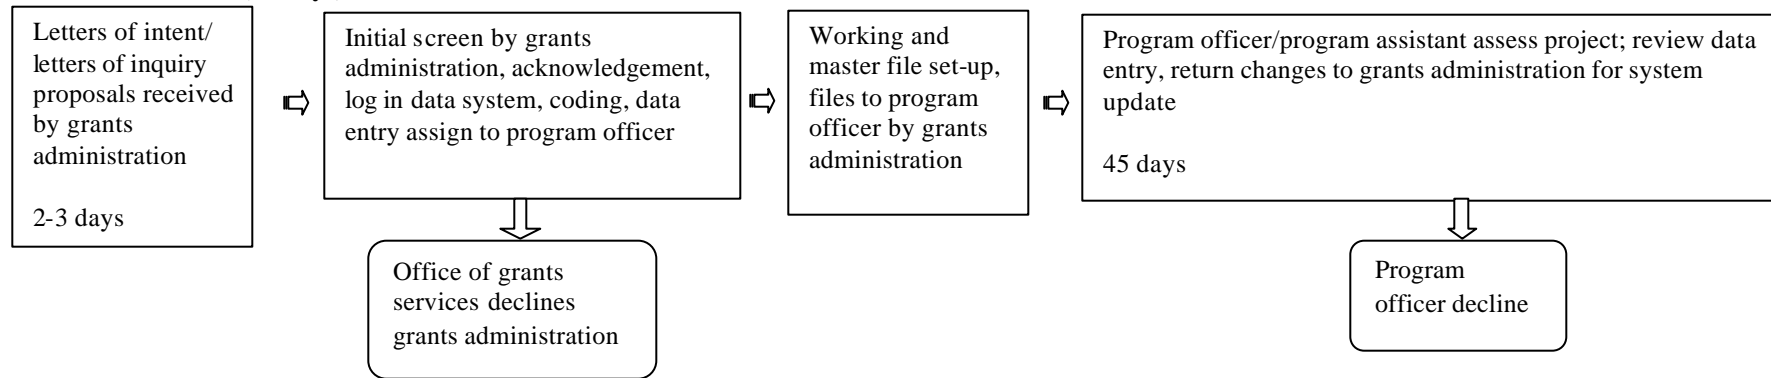 Letters of intent/
letters of inquiry
proposals received
by grants
administration
2-3 days
Initial screen by grants
administration, acknowledgement,
log in data system, coding, data
entry assign to program officer
Working and
master file set-up,
files to program
officer by grants
administration
Program officer/program assistant assess project; review data
entry, return changes to grants administration for system
update
45 days
Office of grants
services declines
grants administration
Program
officer decline